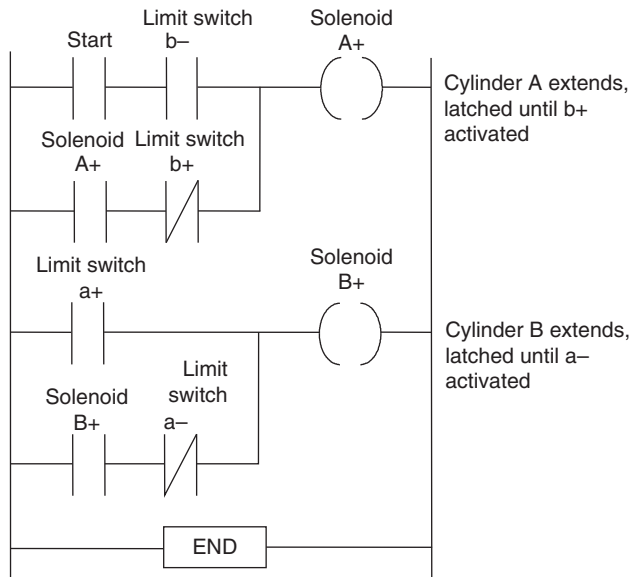 Start
Limit switch
b–
Solenoid
A+
Cylinder A extends,
latched until b+
activated
Solenoid
A+
Limit switch
b+
Limit switch
a+
Solenoid
B+
Cylinder B extends,
latched until a–
activated
Solenoid
B+
Limit
switch
a–
END